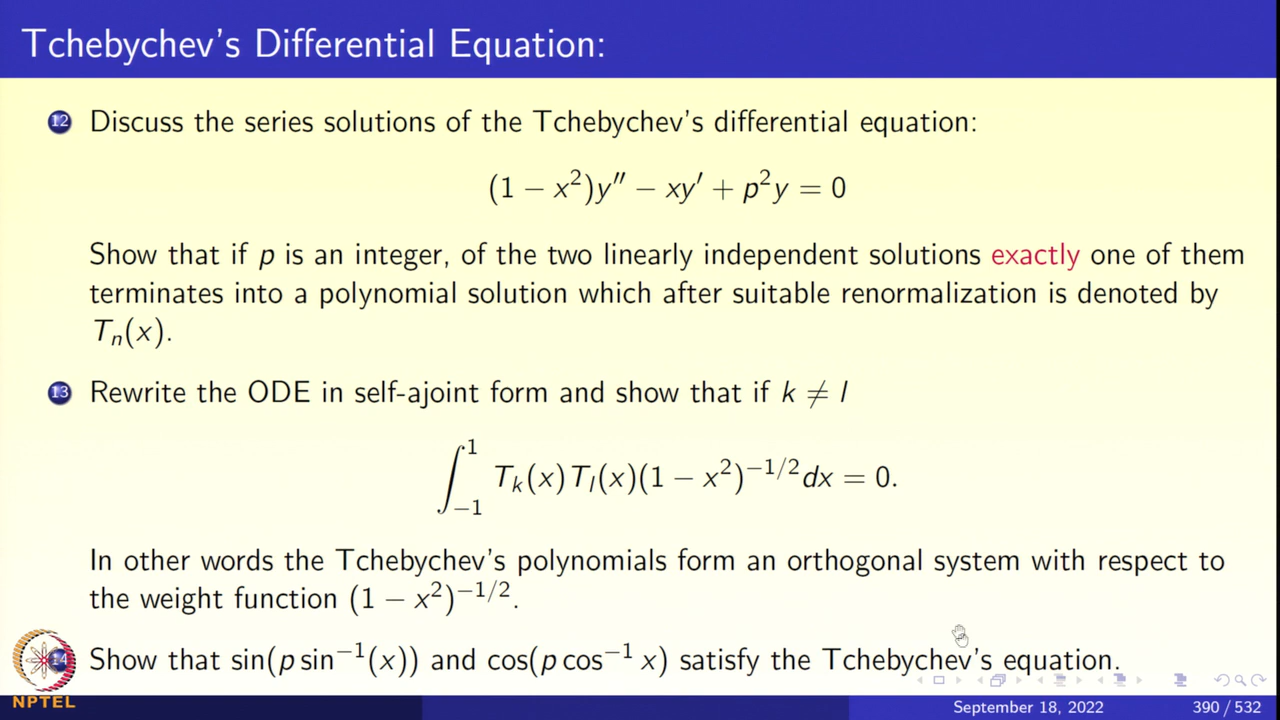 Tchebychev's Differential Equation:
12 Discuss the series solutions of the Tchebychev's differential equation:
(1 − x²)y″ − xy′ + p²y = 0
Show that if p is an integer, of the two linearly independent solutions exactly one of them
terminates into a polynomial solution which after suitable renormalization is denoted by
Tₙ(x).
13 Rewrite the ODE in self-ajoint form and show that if k ≠ l
∫₋₁¹ Tₖ(x)Tₗ(x)(1 − x²)^{−1/2}dx = 0.
In other words the Tchebychev's polynomials form an orthogonal system with respect to
the weight function (1 − x²)^{−1/2}.
14 Show that sin(p sin⁻¹(x)) and cos(p cos⁻¹ x) satisfy the Tchebychev's equation.
NPTEL
September 18, 2022 390 / 532